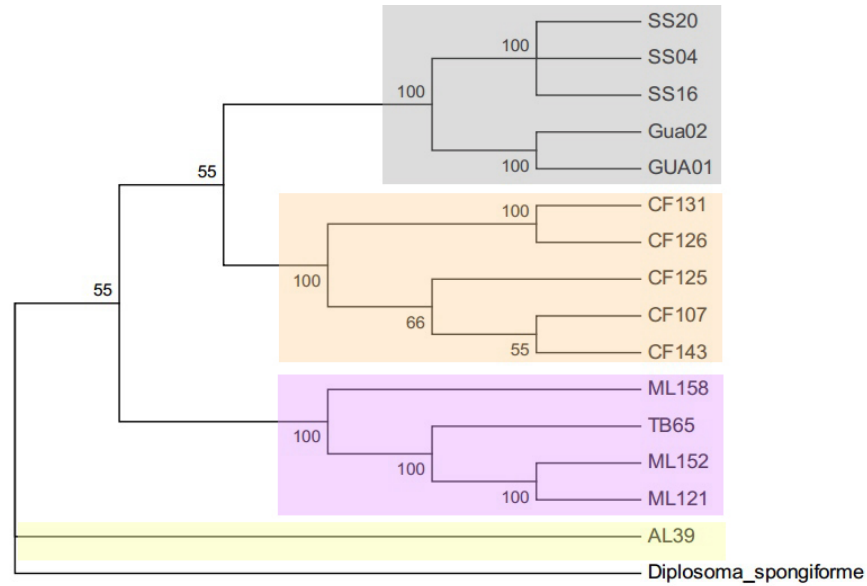 SS20
100
SS04
100
SS16
Gua02
55
100
GUA01
CF131
100
CF126
100
CF125
55
66
CF107
55
CF143
ML158
100
TB65
100
ML152
100
ML121
AL39
Diplosoma_spongiforme